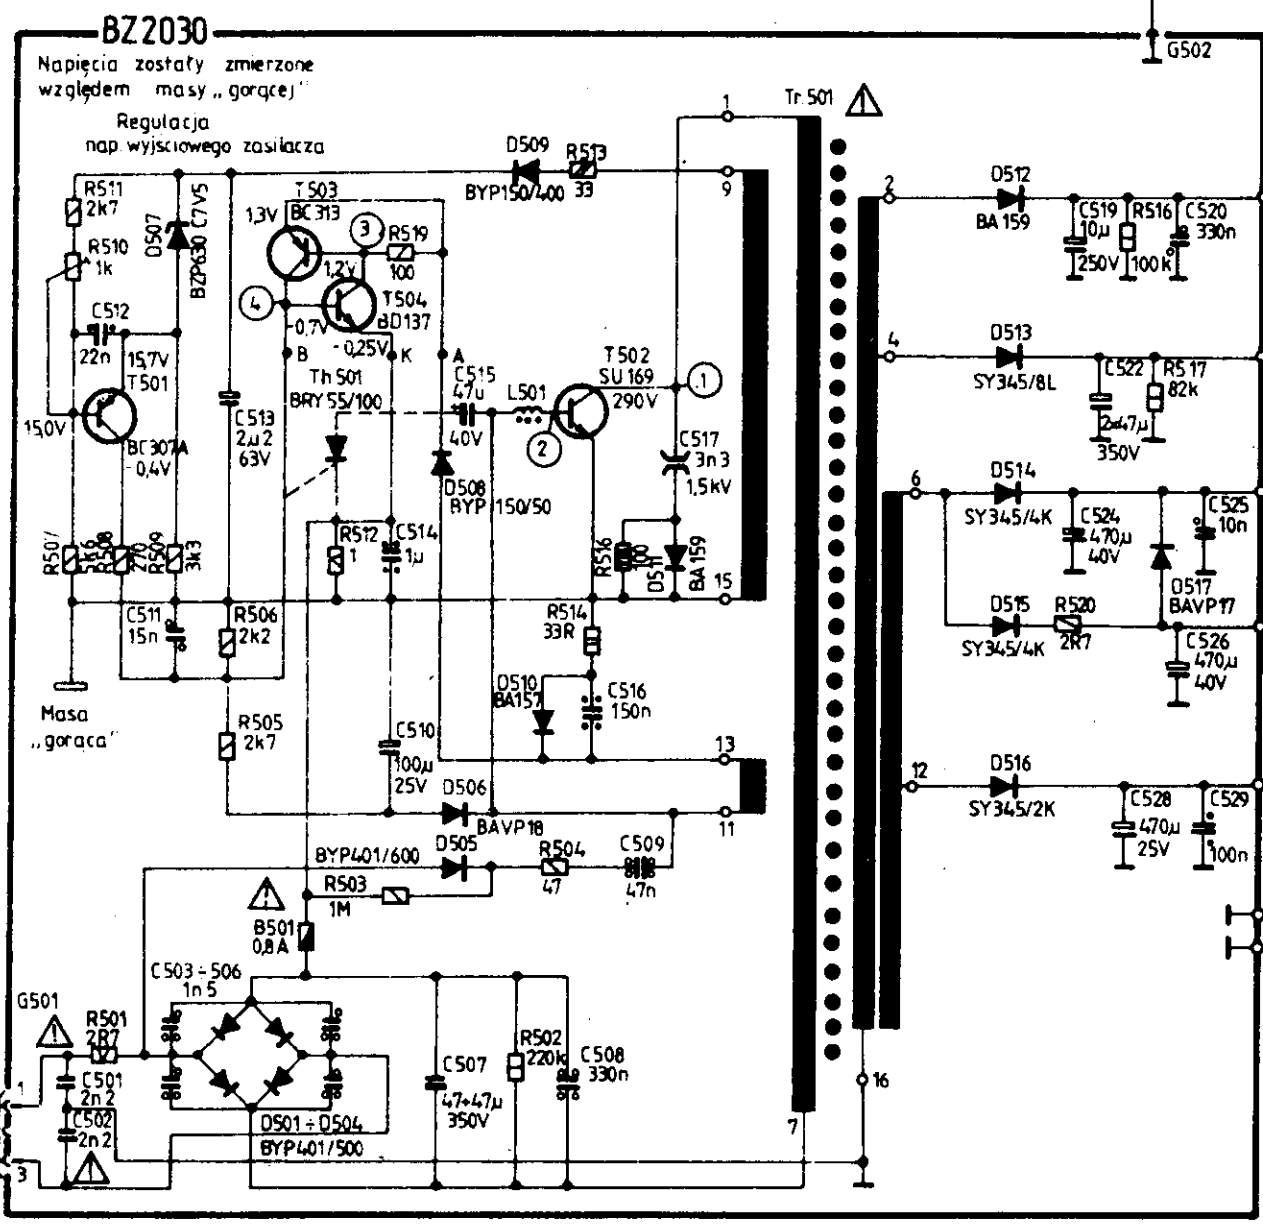 BZ2030
G502
Napięcia zostały zmierzone
względem masy „gorącej”
Regulacja
nap. wyjściowego zasilacza
Tr.501
1
9
D509
BYP150/400
R513
33
R511
2k7
R510
1k
D507
BZP630 C7V5
T503
BC313
1,3V
3
R519
100
1,2V
4
T504
BD137
-0,7V
-0,25V
B
K
A
C512
22n
15,7V
T501
15,0V
BC307A
-0,4V
C513
2µ2
63V
Th501
BRY55/100
C515
47u
40V
L501
2
T502
SU169
290V
1
C517
3n3
1,5kV
D508
BYP 150/50
R507
5k6
R508
270
R509
3k3
R512
1
C514
1µ
R516
100
D511
BA159
15
C511
15n
R506
2k2
R514
33R
Masa
„gorąca”
R505
2k7
C510
100µ
25V
D510
BA157
C516
150n
13
11
D506
BAVP18
BYP401/600
D505
R504
47
C509
47n
R503
1M
B501
0,8A
C503÷506
1n5
G501
R501
2R7
C501
2n2
C502
2n2
1
3
D501÷D504
BYP401/500
C507
47+47µ
350V
R502
220k
C508
330n
7
16
2
D512
BA159
C519
10µ
250V
R516
100k
C520
330n
4
D513
SY345/8L
C522
2x47µ
350V
R517
82k
6
D514
SY345/4K
C524
470µ
40V
C525
10n
D517
BAVP17
D515
SY345/4K
R520
2R7
C526
470µ
40V
12
D516
SY345/2K
C528
470µ
25V
C529
100n